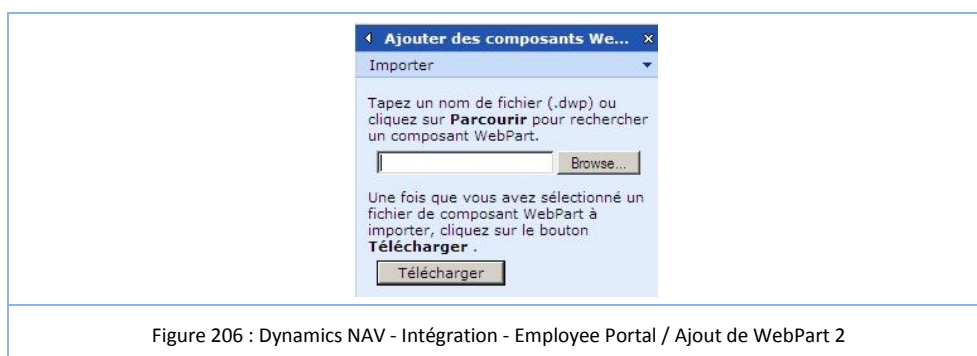 Ajouter des composants We... ×
Importer
Tapez un nom de fichier (.dwp) ou
cliquez sur Parcourir pour rechercher
un composant WebPart.
Browse...
Une fois que vous avez sélectionné un
fichier de composant WebPart à
importer, cliquez sur le bouton
Télécharger .
Télécharger
Figure 206 : Dynamics NAV - Intégration - Employee Portal / Ajout de WebPart 2